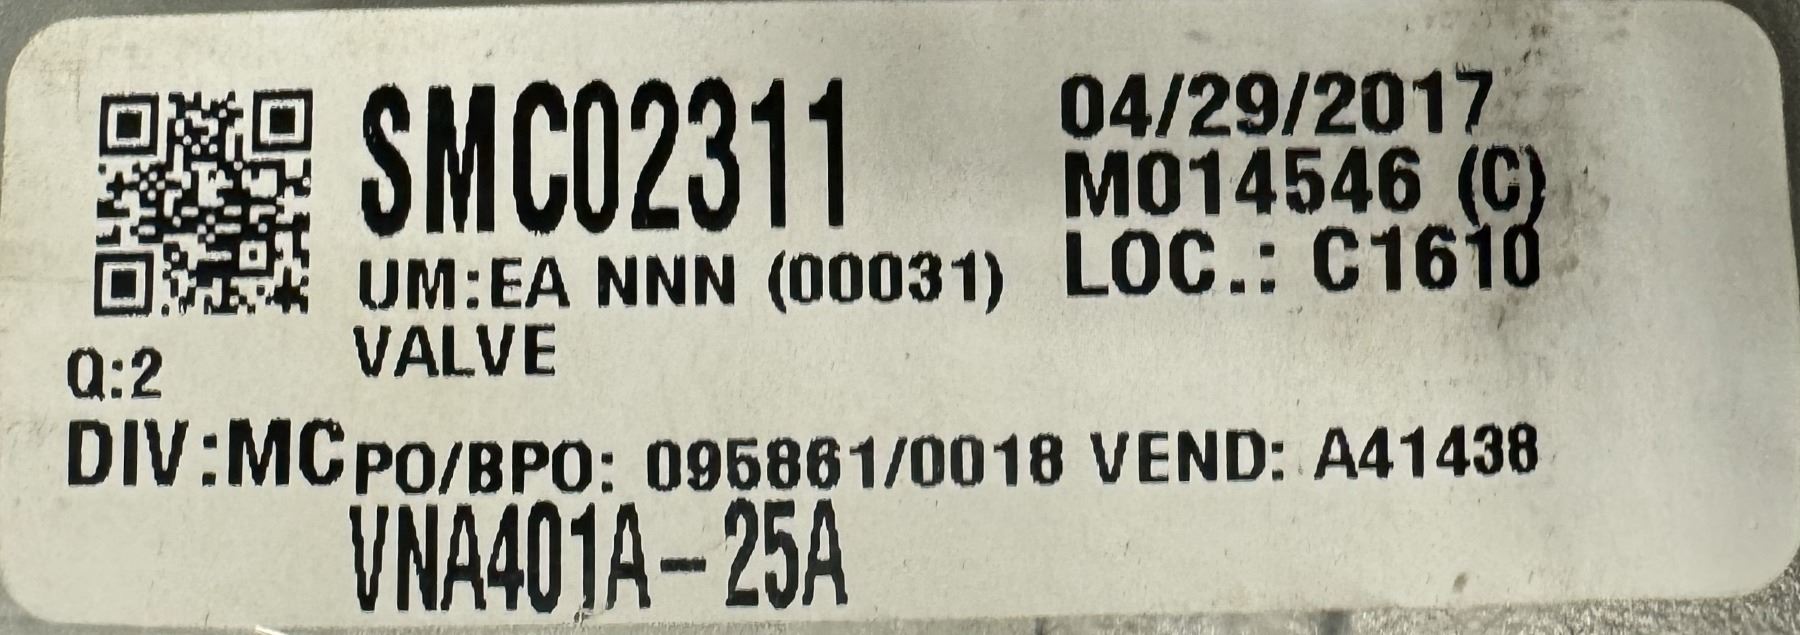 SMC02311
04/29/2017
M014546 (C)
UM:EA NNN (00031)
LOC.: C1610
VALVE
Q:2
DIV:MC PO/BPO: 095861/0018 VEND: A41438
VNA401A-25A